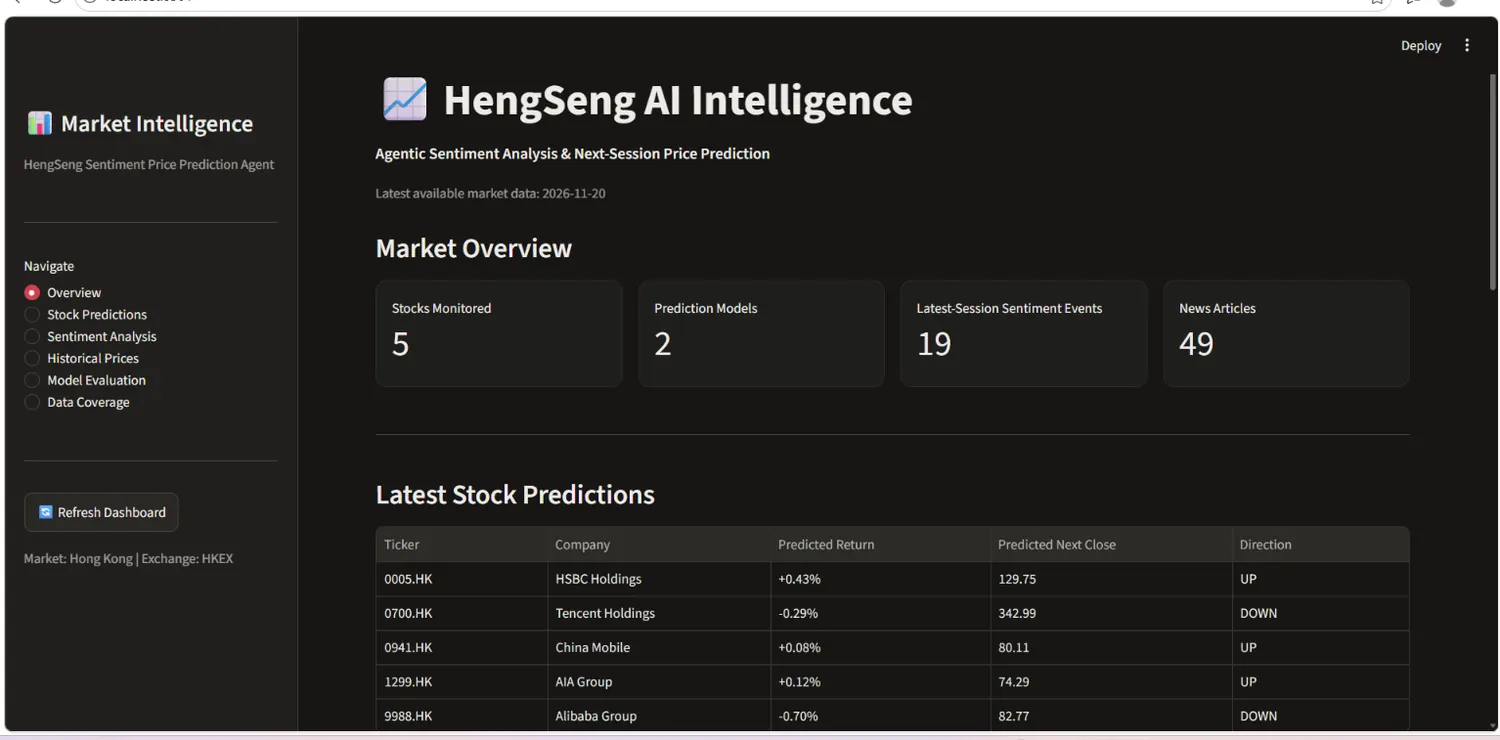 Deploy
Market Intelligence
HengSeng Sentiment Price Prediction Agent
Navigate
Overview
Stock Predictions
Sentiment Analysis
Historical Prices
Model Evaluation
Data Coverage
Refresh Dashboard
Market: Hong Kong | Exchange: HKEX
HengSeng AI Intelligence
Agentic Sentiment Analysis & Next-Session Price Prediction
Latest available market data: 2026-11-20
Market Overview
Stocks Monitored
5
Prediction Models
2
Latest-Session Sentiment Events
19
News Articles
49
Latest Stock Predictions
Ticker Company Predicted Return Predicted Next Close Direction
0005.HK HSBC Holdings +0.43% 129.75 UP
0700.HK Tencent Holdings -0.29% 342.99 DOWN
0941.HK China Mobile +0.08% 80.11 UP
1299.HK AIA Group +0.12% 74.29 UP
9988.HK Alibaba Group -0.70% 82.77 DOWN